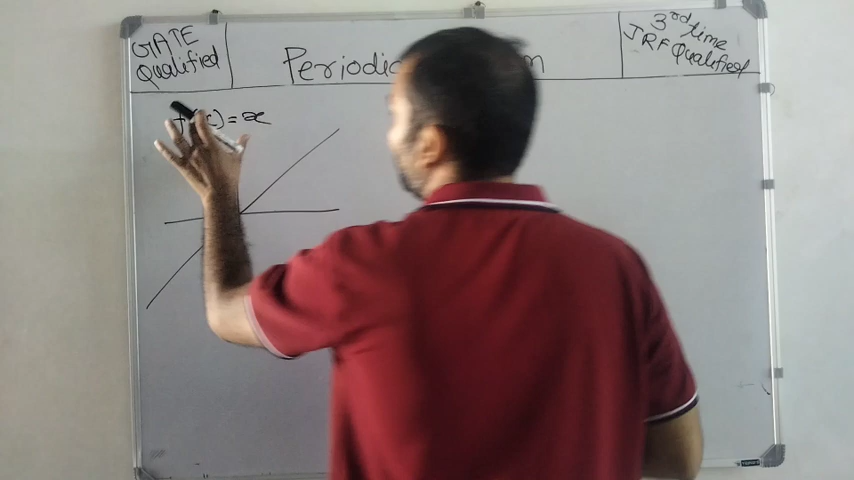 GATE
Qualified
Periodic
3rd time
JRF Qualified
f(x)=x